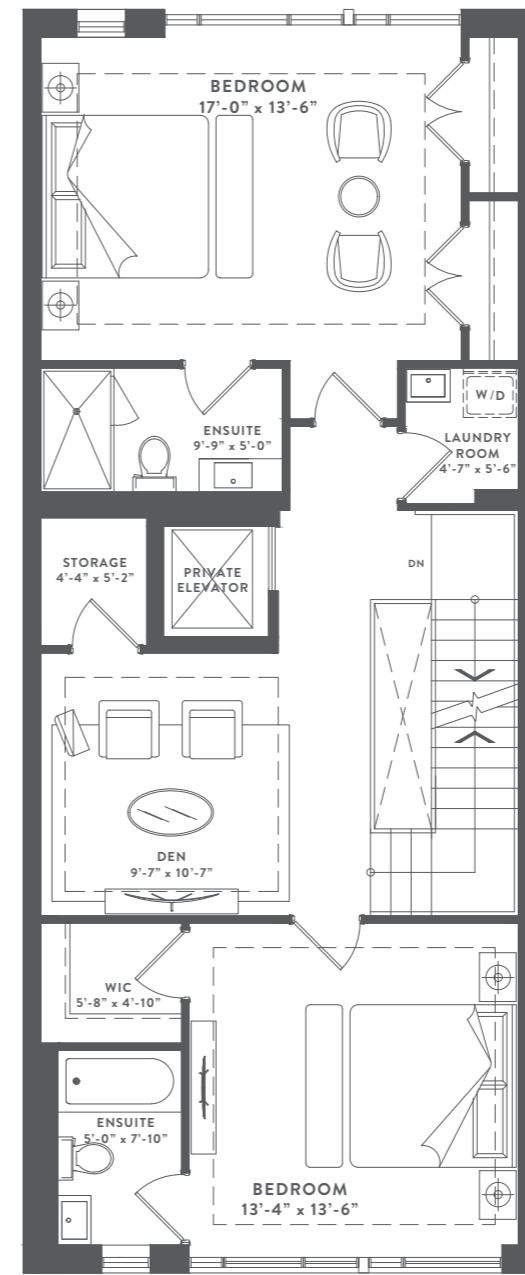 BEDROOM
17’-0” x 13’-6”
ENSUITE
9’-9” x 5’-0”
W/D
LAUNDRY
ROOM
4’-7” x 5’-6”
STORAGE
4’-4” x 5’-2”
PRIVATE
ELEVATOR
DN
DEN
9’-7” x 10’-7”
WIC
5’-8” x 4’-10”
ENSUITE
5’-0” x 7’-10”
BEDROOM
13’-4” x 13’-6”